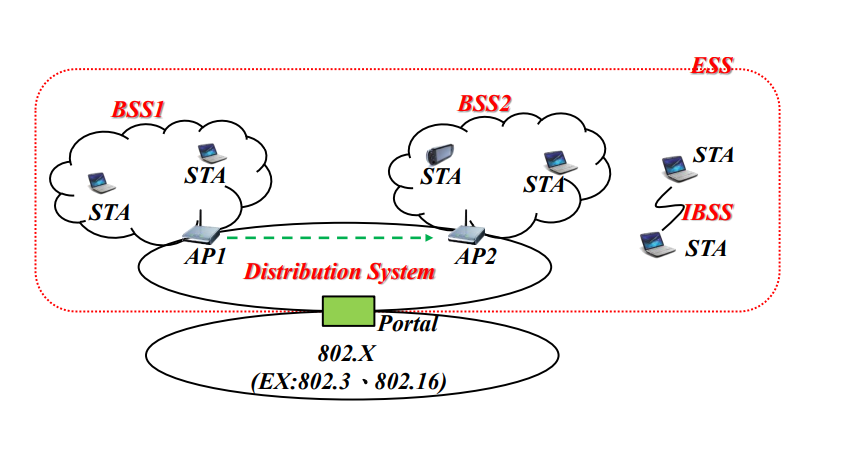 ESS
BSS1
BSS2
STA
STA
STA
STA
STA
STA
IBSS
STA
AP1
AP2
Distribution System
Portal
802.X
(EX:802.3、802.16)